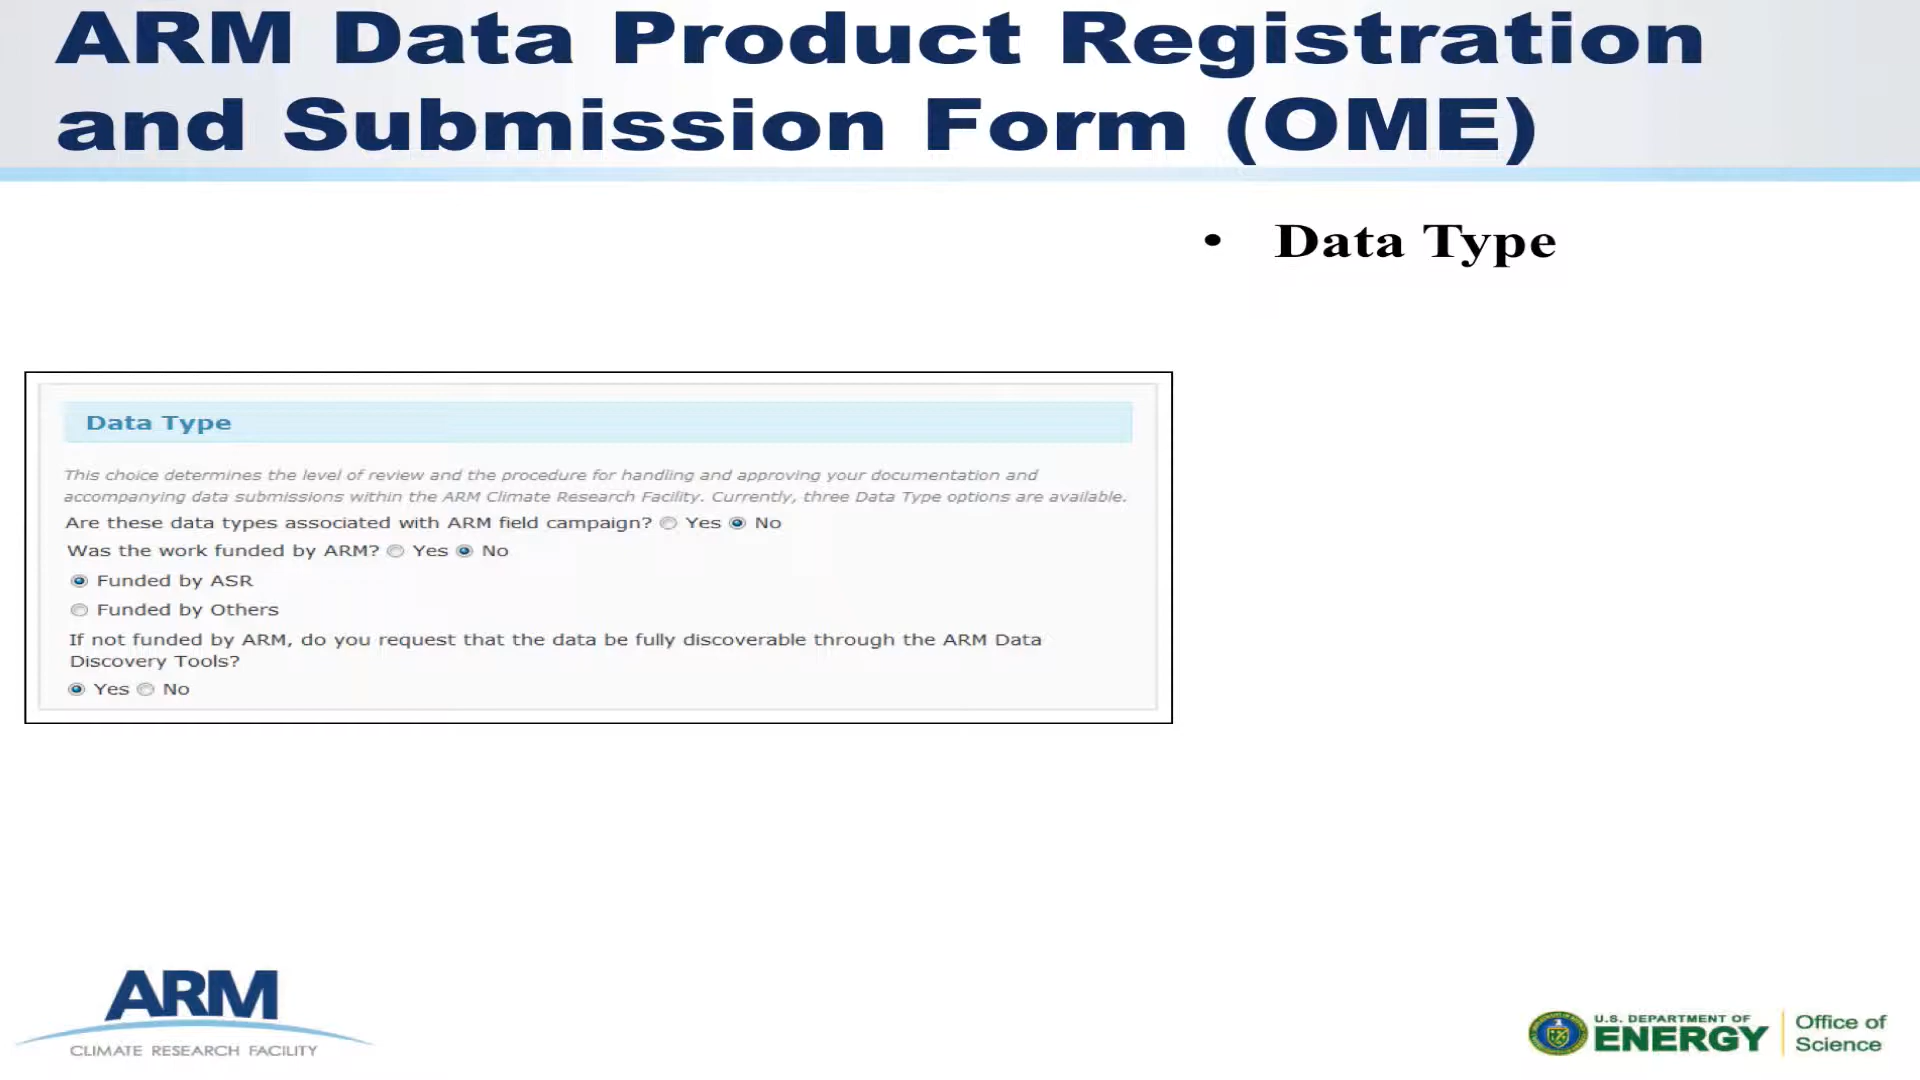 ARM Data Product Registration
and Submission Form (OME)
• Data Type
Data Type
This choice determines the level of review and the procedure for handling and approving your documentation and
accompanying data submissions within the ARM Climate Research Facility. Currently, three Data Type options are available.
Are these data types associated with ARM field campaign? Yes No
Was the work funded by ARM? Yes No
Funded by ASR
Funded by Others
If not funded by ARM, do you request that the data be fully discoverable through the ARM Data
Discovery Tools?
Yes No
ARM
CLIMATE RESEARCH FACILITY
U.S. DEPARTMENT OF
ENERGY
Office of
Science